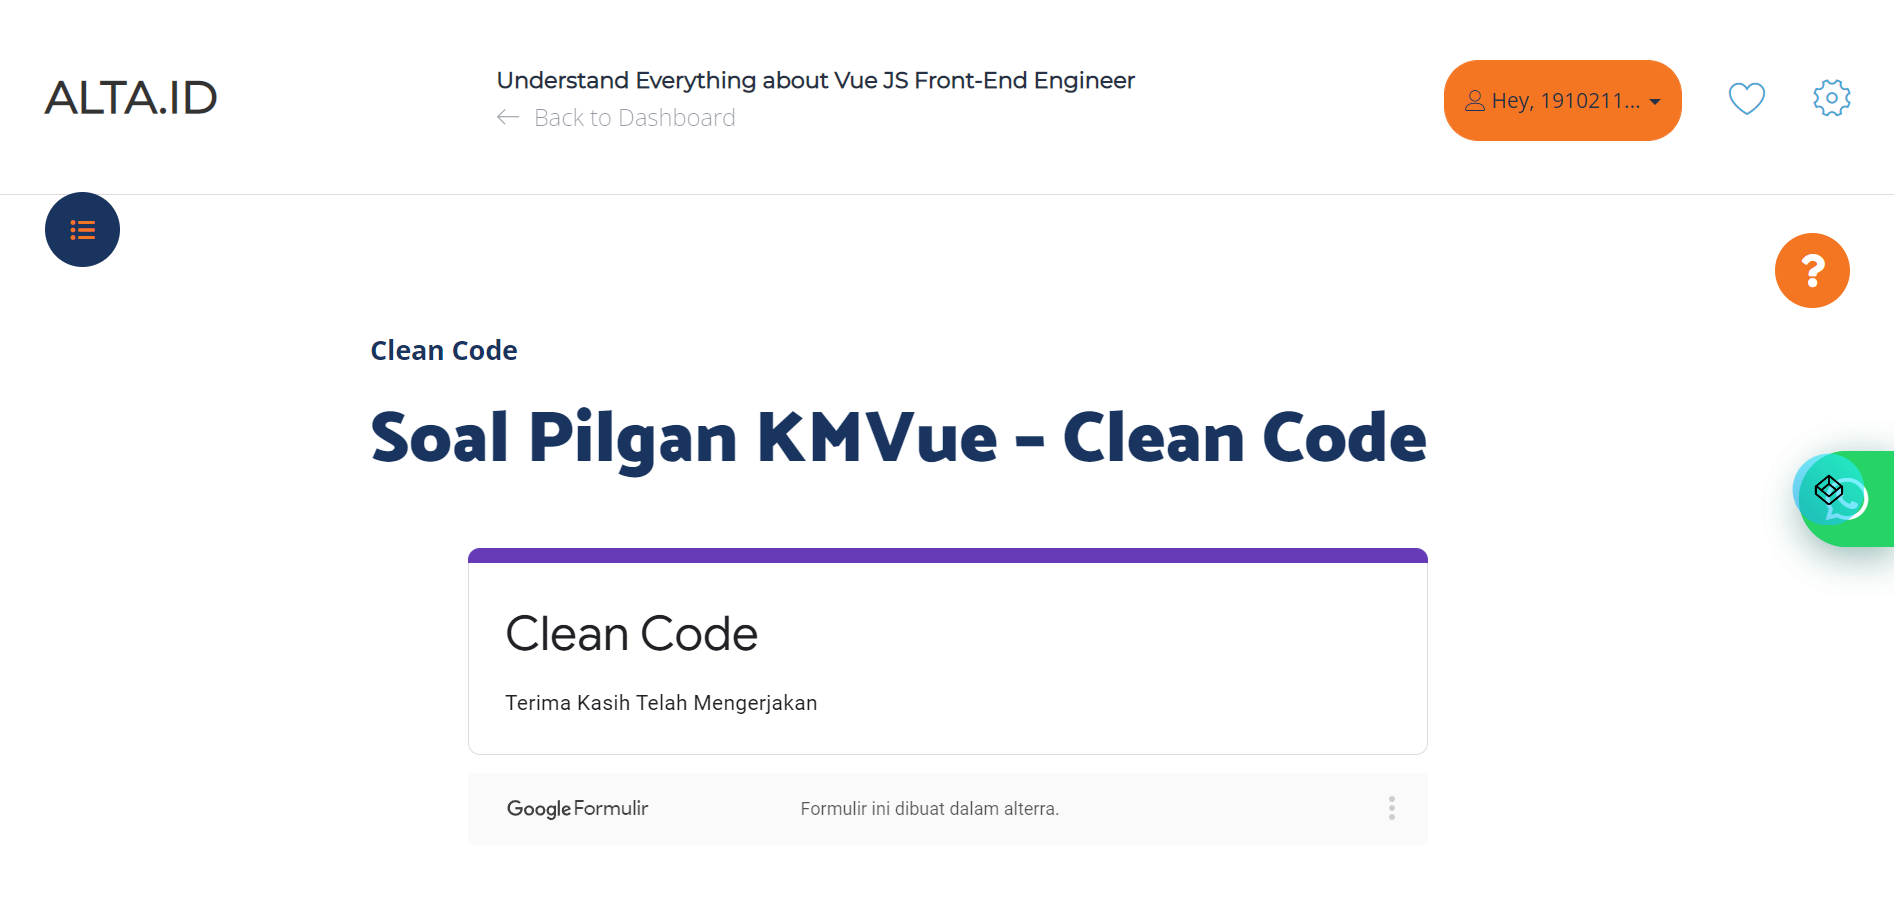 ALTA.ID
Understand Everything about Vue JS Front-End Engineer
← Back to Dashboard
Hey, 1910211...
?
Clean Code
Soal Pilgan KMVue – Clean Code
Clean Code
Terima Kasih Telah Mengerjakan
Google Formulir
Formulir ini dibuat dalam alterra.